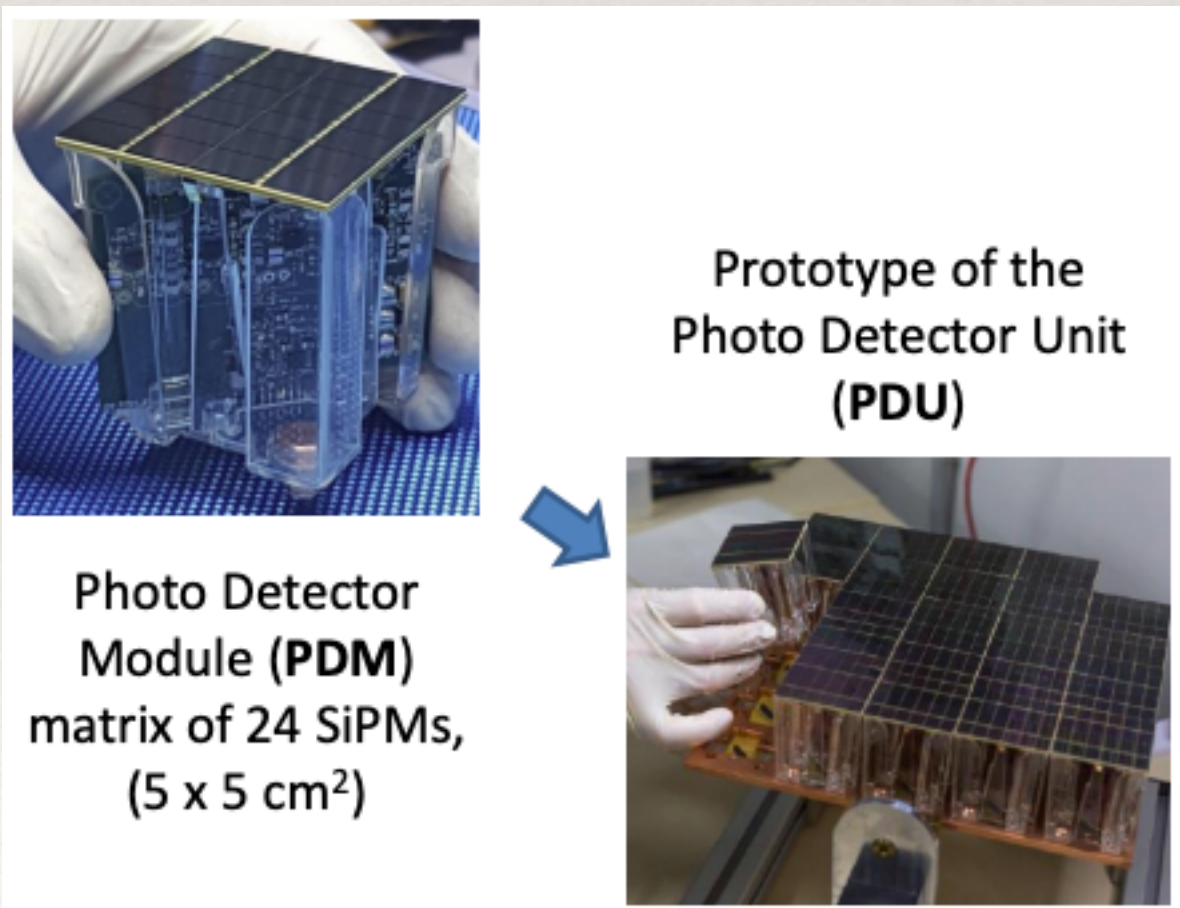 Prototype of the
Photo Detector Unit
(PDU)
Photo Detector
Module (PDM)
matrix of 24 SiPMs,
(5 x 5 cm²)